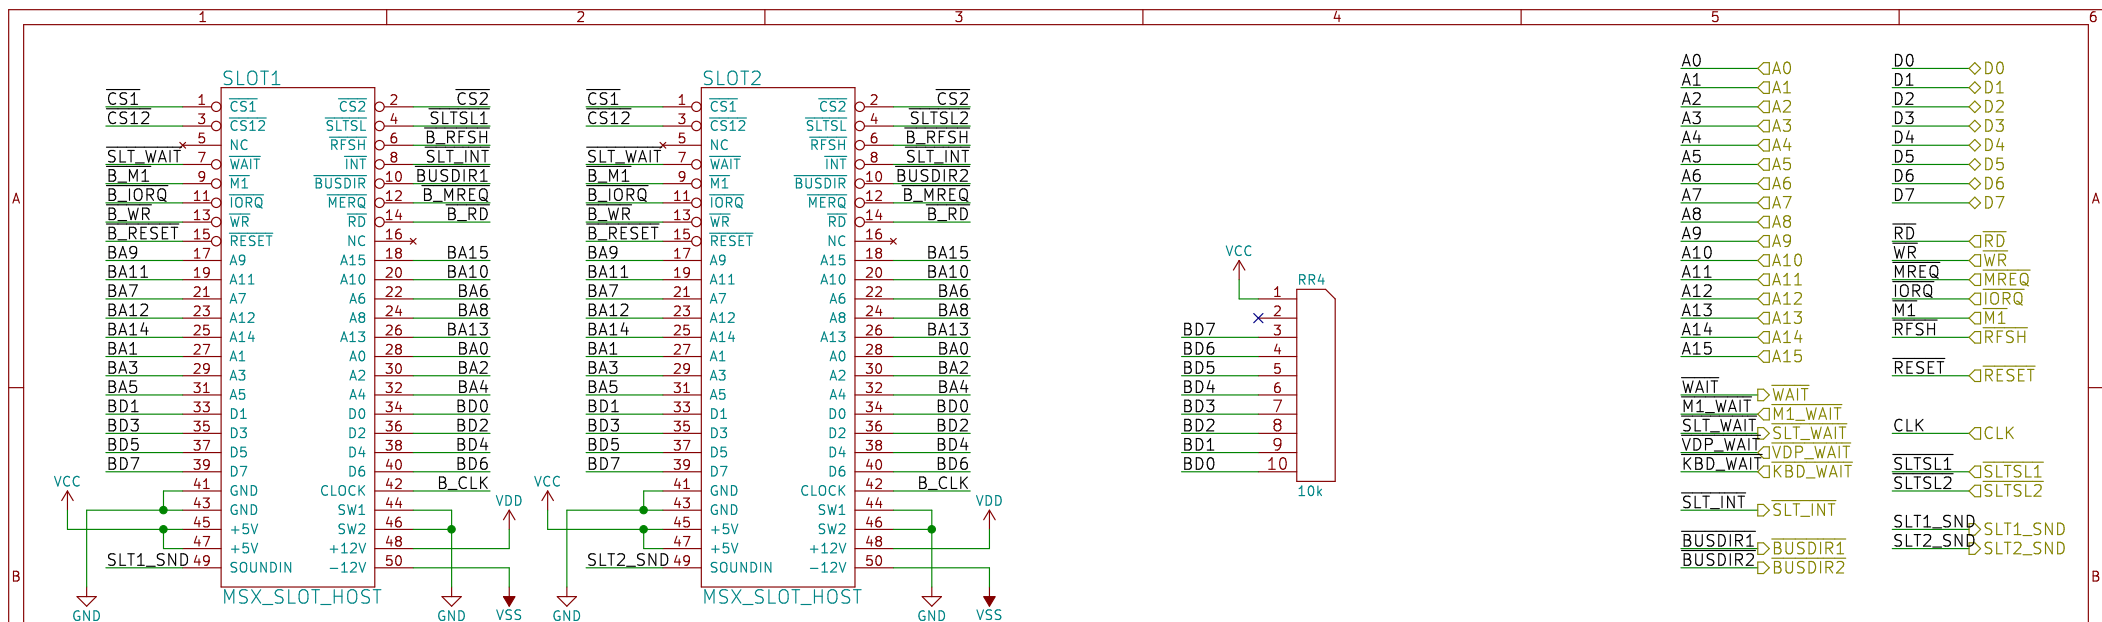 1 2 3 4 5 6
SLOT1
CS1 1 CS1 CS2 2 CS2
CS12 3 CS12 SLTSL 4 SLTSL1
5 NC RFSH 6 B_RFSH
SLT_WAIT 7 WAIT INT 8 SLT_INT
B_M1 9 M1 BUSDIR 10 BUSDIR1
B_IORQ 11 IORQ MERQ 12 B_MREQ
B_WR 13 WR RD 14 B_RD
B_RESET 15 RESET NC 16
BA9 17 A9 A15 18 BA15
BA11 19 A11 A10 20 BA10
BA7 21 A7 A6 22 BA6
BA12 23 A12 A8 24 BA8
BA14 25 A14 A13 26 BA13
BA1 27 A1 A0 28 BA0
BA3 29 A3 A2 30 BA2
BA5 31 A5 A4 32 BA4
BD1 33 D1 D0 34 BD0
BD3 35 D3 D2 36 BD2
BD5 37 D5 D4 38 BD4
BD7 39 D7 D6 40 BD6
VCC 41 GND CLOCK 42 B_CLK
43 GND SW1 44 VDD
45 +5V SW2 46
47 +5V +12V 48
SLT1_SND 49 SOUNDIN -12V 50
MSX_SLOT_HOST
GND GND VSS
SLOT2
CS1 1 CS1 CS2 2 CS2
CS12 3 CS12 SLTSL 4 SLTSL2
5 NC RFSH 6 B_RFSH
SLT_WAIT 7 WAIT INT 8 SLT_INT
B_M1 9 M1 BUSDIR 10 BUSDIR2
B_IORQ 11 IORQ MERQ 12 B_MREQ
B_WR 13 WR RD 14 B_RD
B_RESET 15 RESET NC 16
BA9 17 A9 A15 18 BA15
BA11 19 A11 A10 20 BA10
BA7 21 A7 A6 22 BA6
BA12 23 A12 A8 24 BA8
BA14 25 A14 A13 26 BA13
BA1 27 A1 A0 28 BA0
BA3 29 A3 A2 30 BA2
BA5 31 A5 A4 32 BA4
BD1 33 D1 D0 34 BD0
BD3 35 D3 D2 36 BD2
BD5 37 D5 D4 38 BD4
BD7 39 D7 D6 40 BD6
VCC 41 GND CLOCK 42 B_CLK
43 GND SW1 44 VDD
45 +5V SW2 46
47 +5V +12V 48
SLT2_SND 49 SOUNDIN -12V 50
MSX_SLOT_HOST
GND GND VSS
VCC
RR4
1
2
BD7 3
BD6 4
BD5 5
BD4 6
BD3 7
BD2 8
BD1 9
BD0 10
10k
A0 A0
A1 A1
A2 A2
A3 A3
A4 A4
A5 A5
A6 A6
A7 A7
A8 A8
A9 A9
A10 A10
A11 A11
A12 A12
A13 A13
A14 A14
A15 A15
WAIT WAIT
M1_WAIT M1_WAIT
SLT_WAIT SLT_WAIT
VDP_WAIT VDP_WAIT
KBD_WAIT KBD_WAIT
SLT_INT SLT_INT
BUSDIR1 BUSDIR1
BUSDIR2 BUSDIR2
D0 D0
D1 D1
D2 D2
D3 D3
D4 D4
D5 D5
D6 D6
D7 D7
RD RD
WR WR
MREQ MREQ
IORQ IORQ
M1 M1
RFSH RFSH
RESET RESET
CLK CLK
SLTSL1 SLTSL1
SLTSL2 SLTSL2
SLT1_SND SLT1_SND
SLT2_SND SLT2_SND
A A
B B